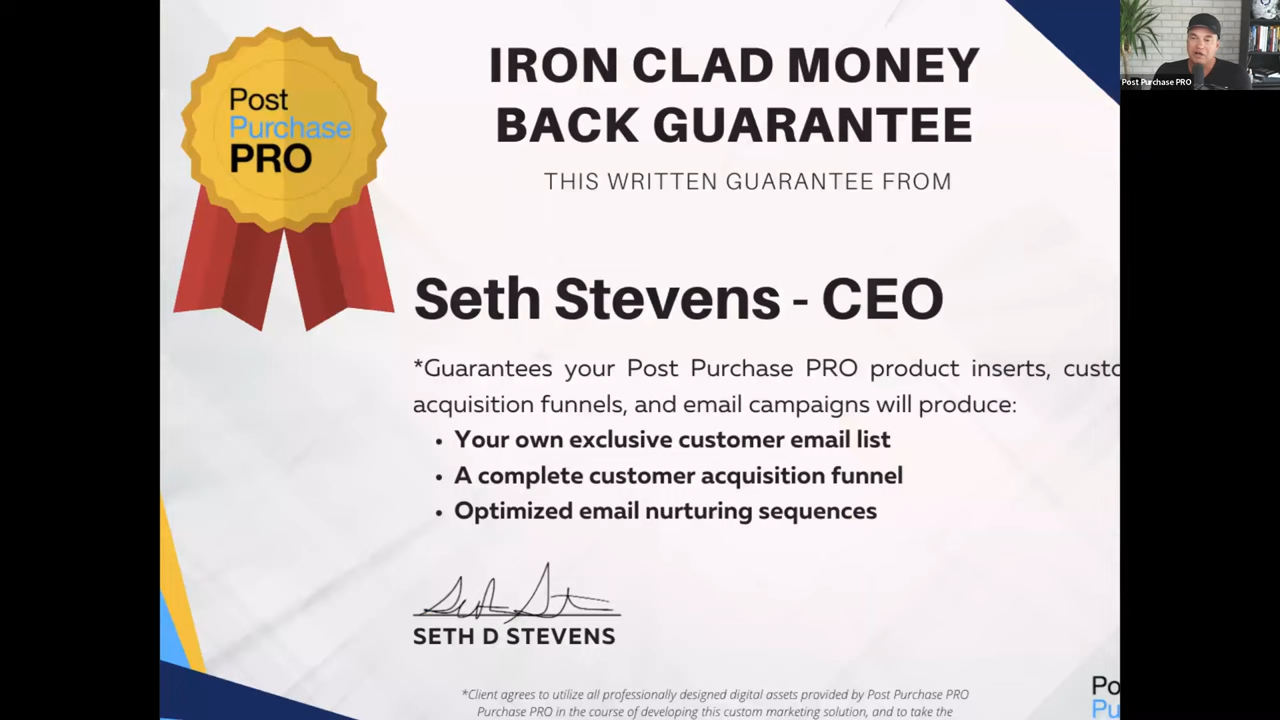 Post
Purchase
PRO
IRON CLAD MONEY
BACK GUARANTEE
THIS WRITTEN GUARANTEE FROM
Seth Stevens - CEO
*Guarantees your Post Purchase PRO product inserts, custo
acquisition funnels, and email campaigns will produce:
• Your own exclusive customer email list
• A complete customer acquisition funnel
• Optimized email nurturing sequences
SETH D STEVENS
*Client agrees to utilize all professionally designed digital assets provided by Post Purchase PRO
Purchase PRO in the course of developing this custom marketing solution, and to take the
Po
Pu
Post Purchase PRO